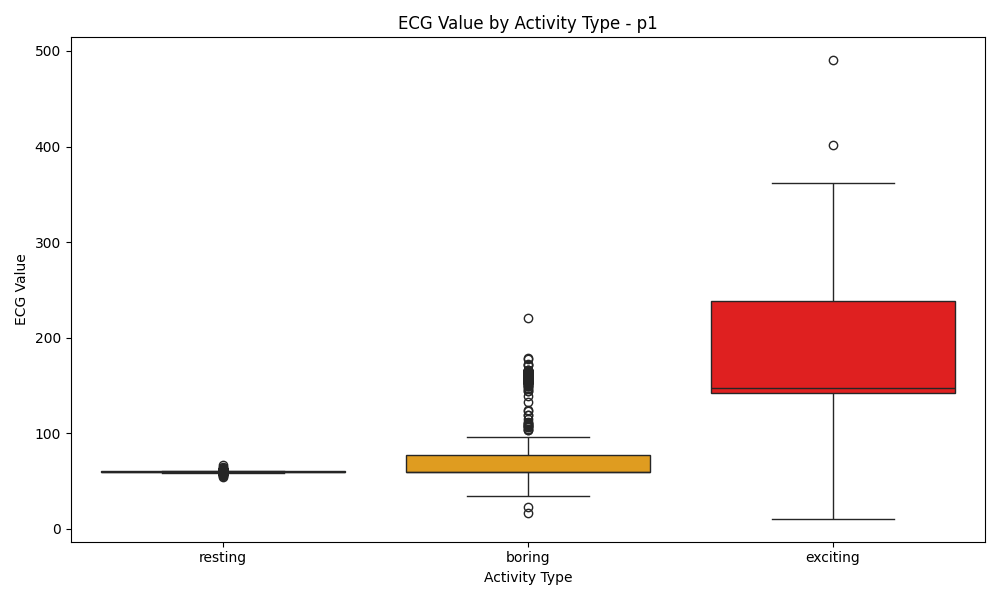 ECG Value by Activity Type - p1
500
400
300
200
100
0
ECG Value
resting
boring
exciting
Activity Type